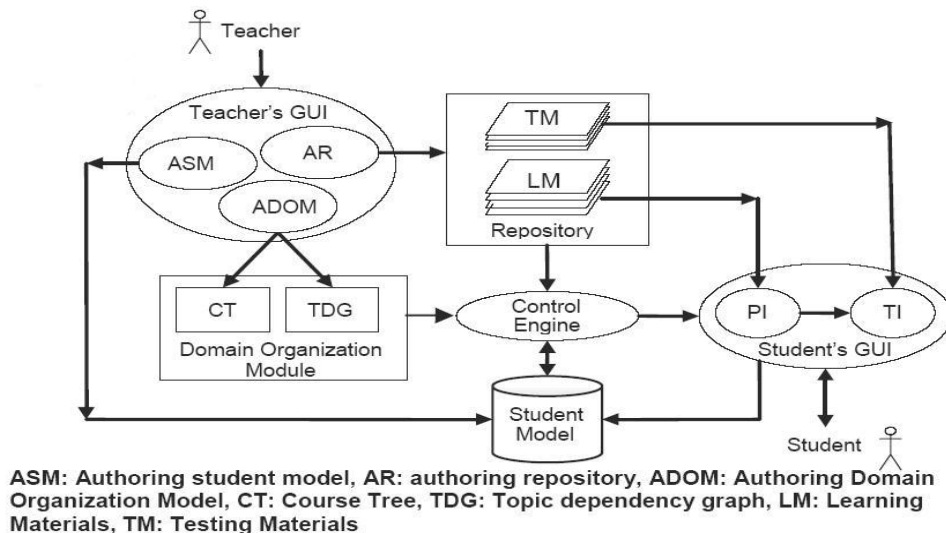 Teacher
Teacher's GUI
ASM
AR
ADOM
TM
LM
Repository
CT
TDG
Domain Organization
Module
Control
Engine
PI
TI
Student's GUI
Student
Model
Student
ASM: Authoring student model, AR: authoring repository, ADOM: Authoring Domain
Organization Model, CT: Course Tree, TDG: Topic dependency graph, LM: Learning
Materials, TM: Testing Materials